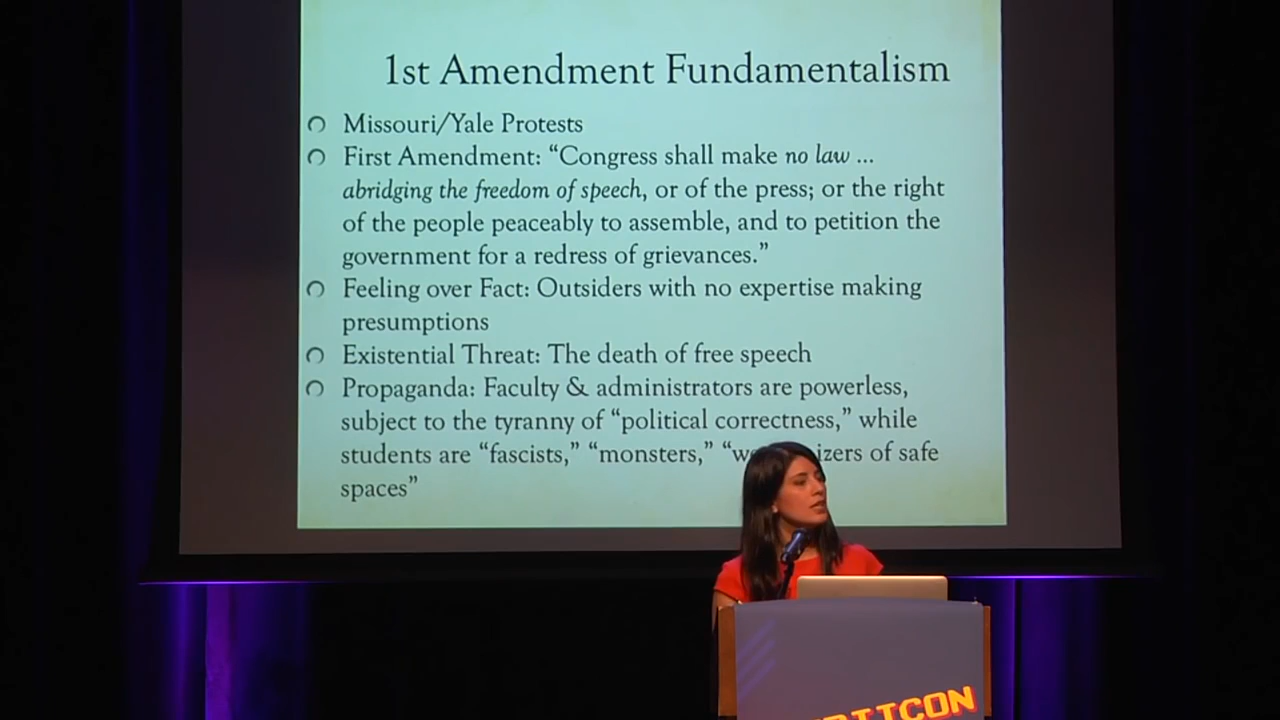 1st Amendment Fundamentalism
Missouri/Yale Protests
First Amendment: “Congress shall make no law ...
abridging the freedom of speech, or of the press; or the right
of the people peaceably to assemble, and to petition the
government for a redress of grievances.”
Feeling over Fact: Outsiders with no expertise making
presumptions
Existential Threat: The death of free speech
Propaganda: Faculty & administrators are powerless,
subject to the tyranny of “political correctness,” while
students are “fascists,” “monsters,” of safe
spaces”